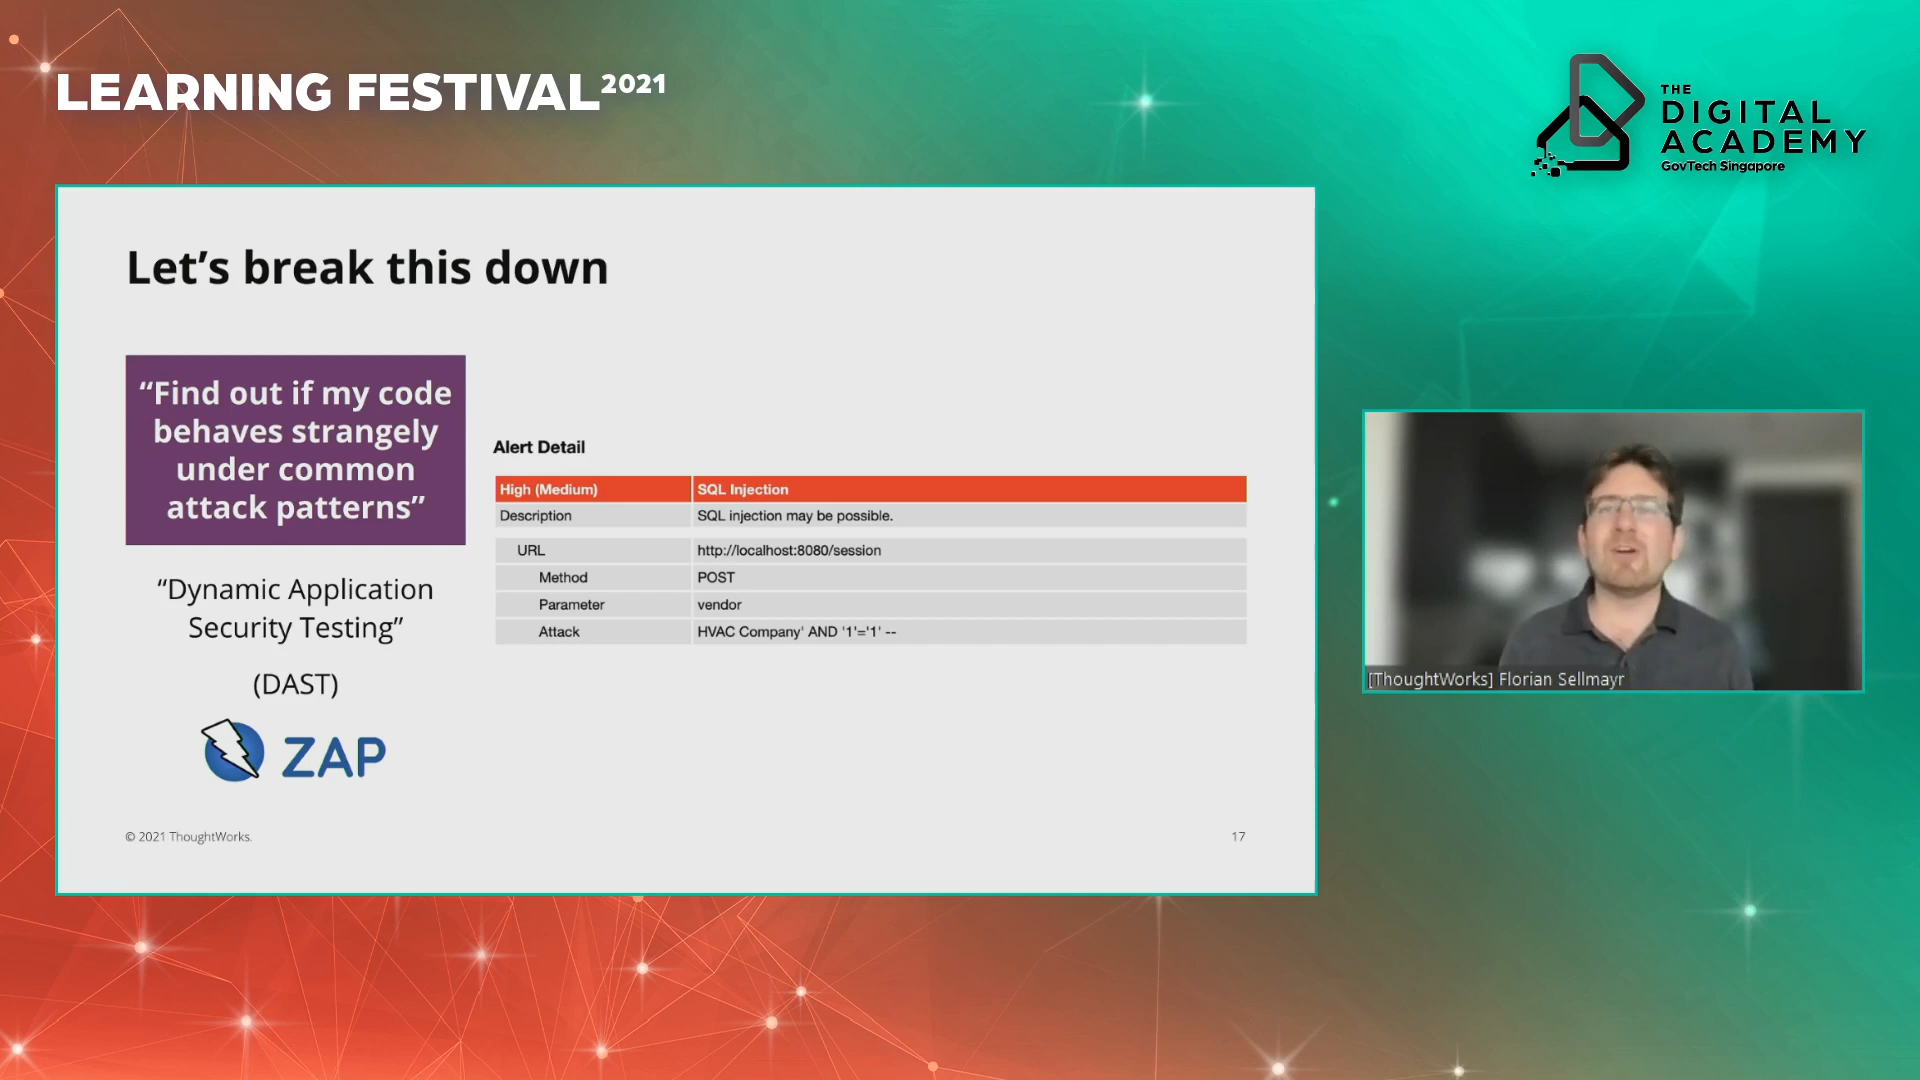 LEARNING FESTIVAL 2021
THE
DIGITAL
ACADEMY
GovTech Singapore
Let’s break this down
“Find out if my code
behaves strangely
under common
attack patterns”
“Dynamic Application
Security Testing”
(DAST)
ZAP
Alert Detail
High (Medium) SQL Injection
Description SQL injection may be possible.
URL http://localhost:8080/session
Method POST
Parameter vendor
Attack HVAC Company' AND '1'='1' --
© 2021 ThoughtWorks.
17
[ThoughtWorks] Florian Sellmayr